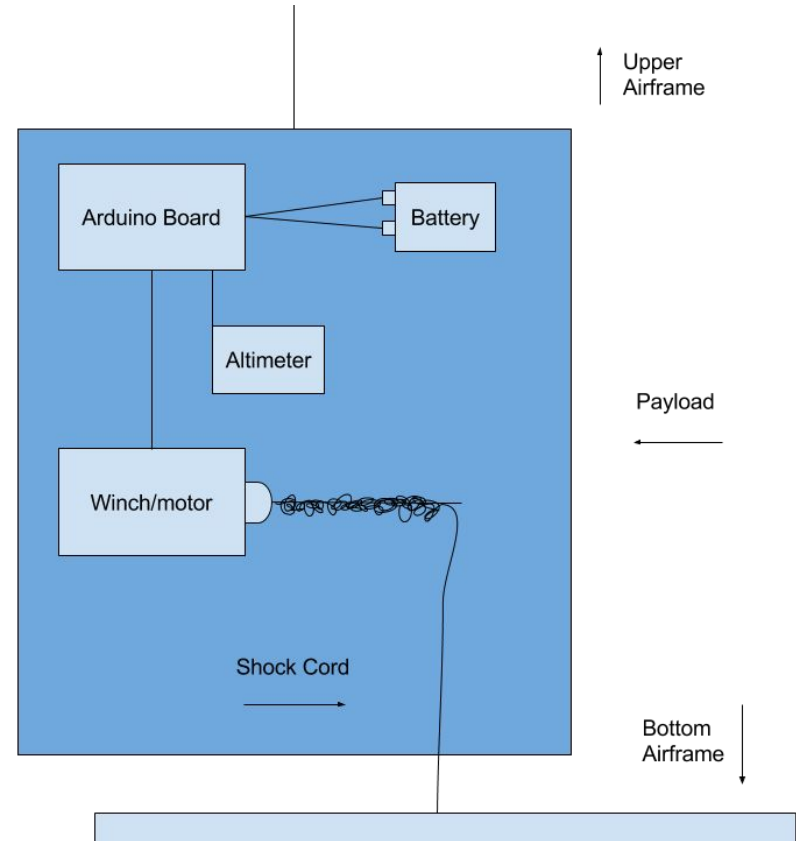 Upper
Airframe
Arduino Board
Battery
Altimeter
Payload
Winch/motor
Shock Cord
Bottom
Airframe